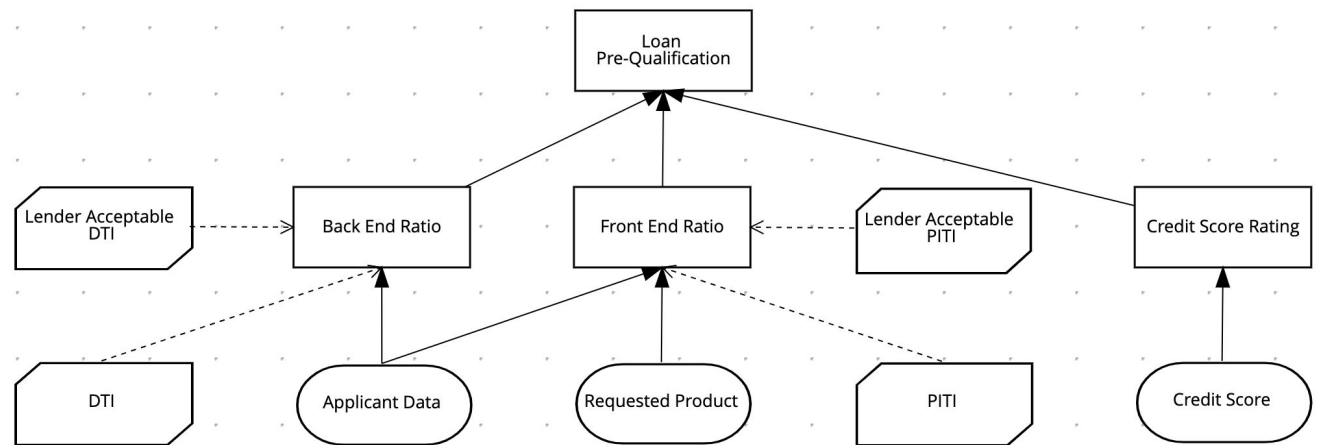 Loan
Pre-Qualification
Lender Acceptable
DTI
Back End Ratio
Front End Ratio
Lender Acceptable
PITI
Credit Score Rating
DTI
Applicant Data
Requested Product
PITI
Credit Score